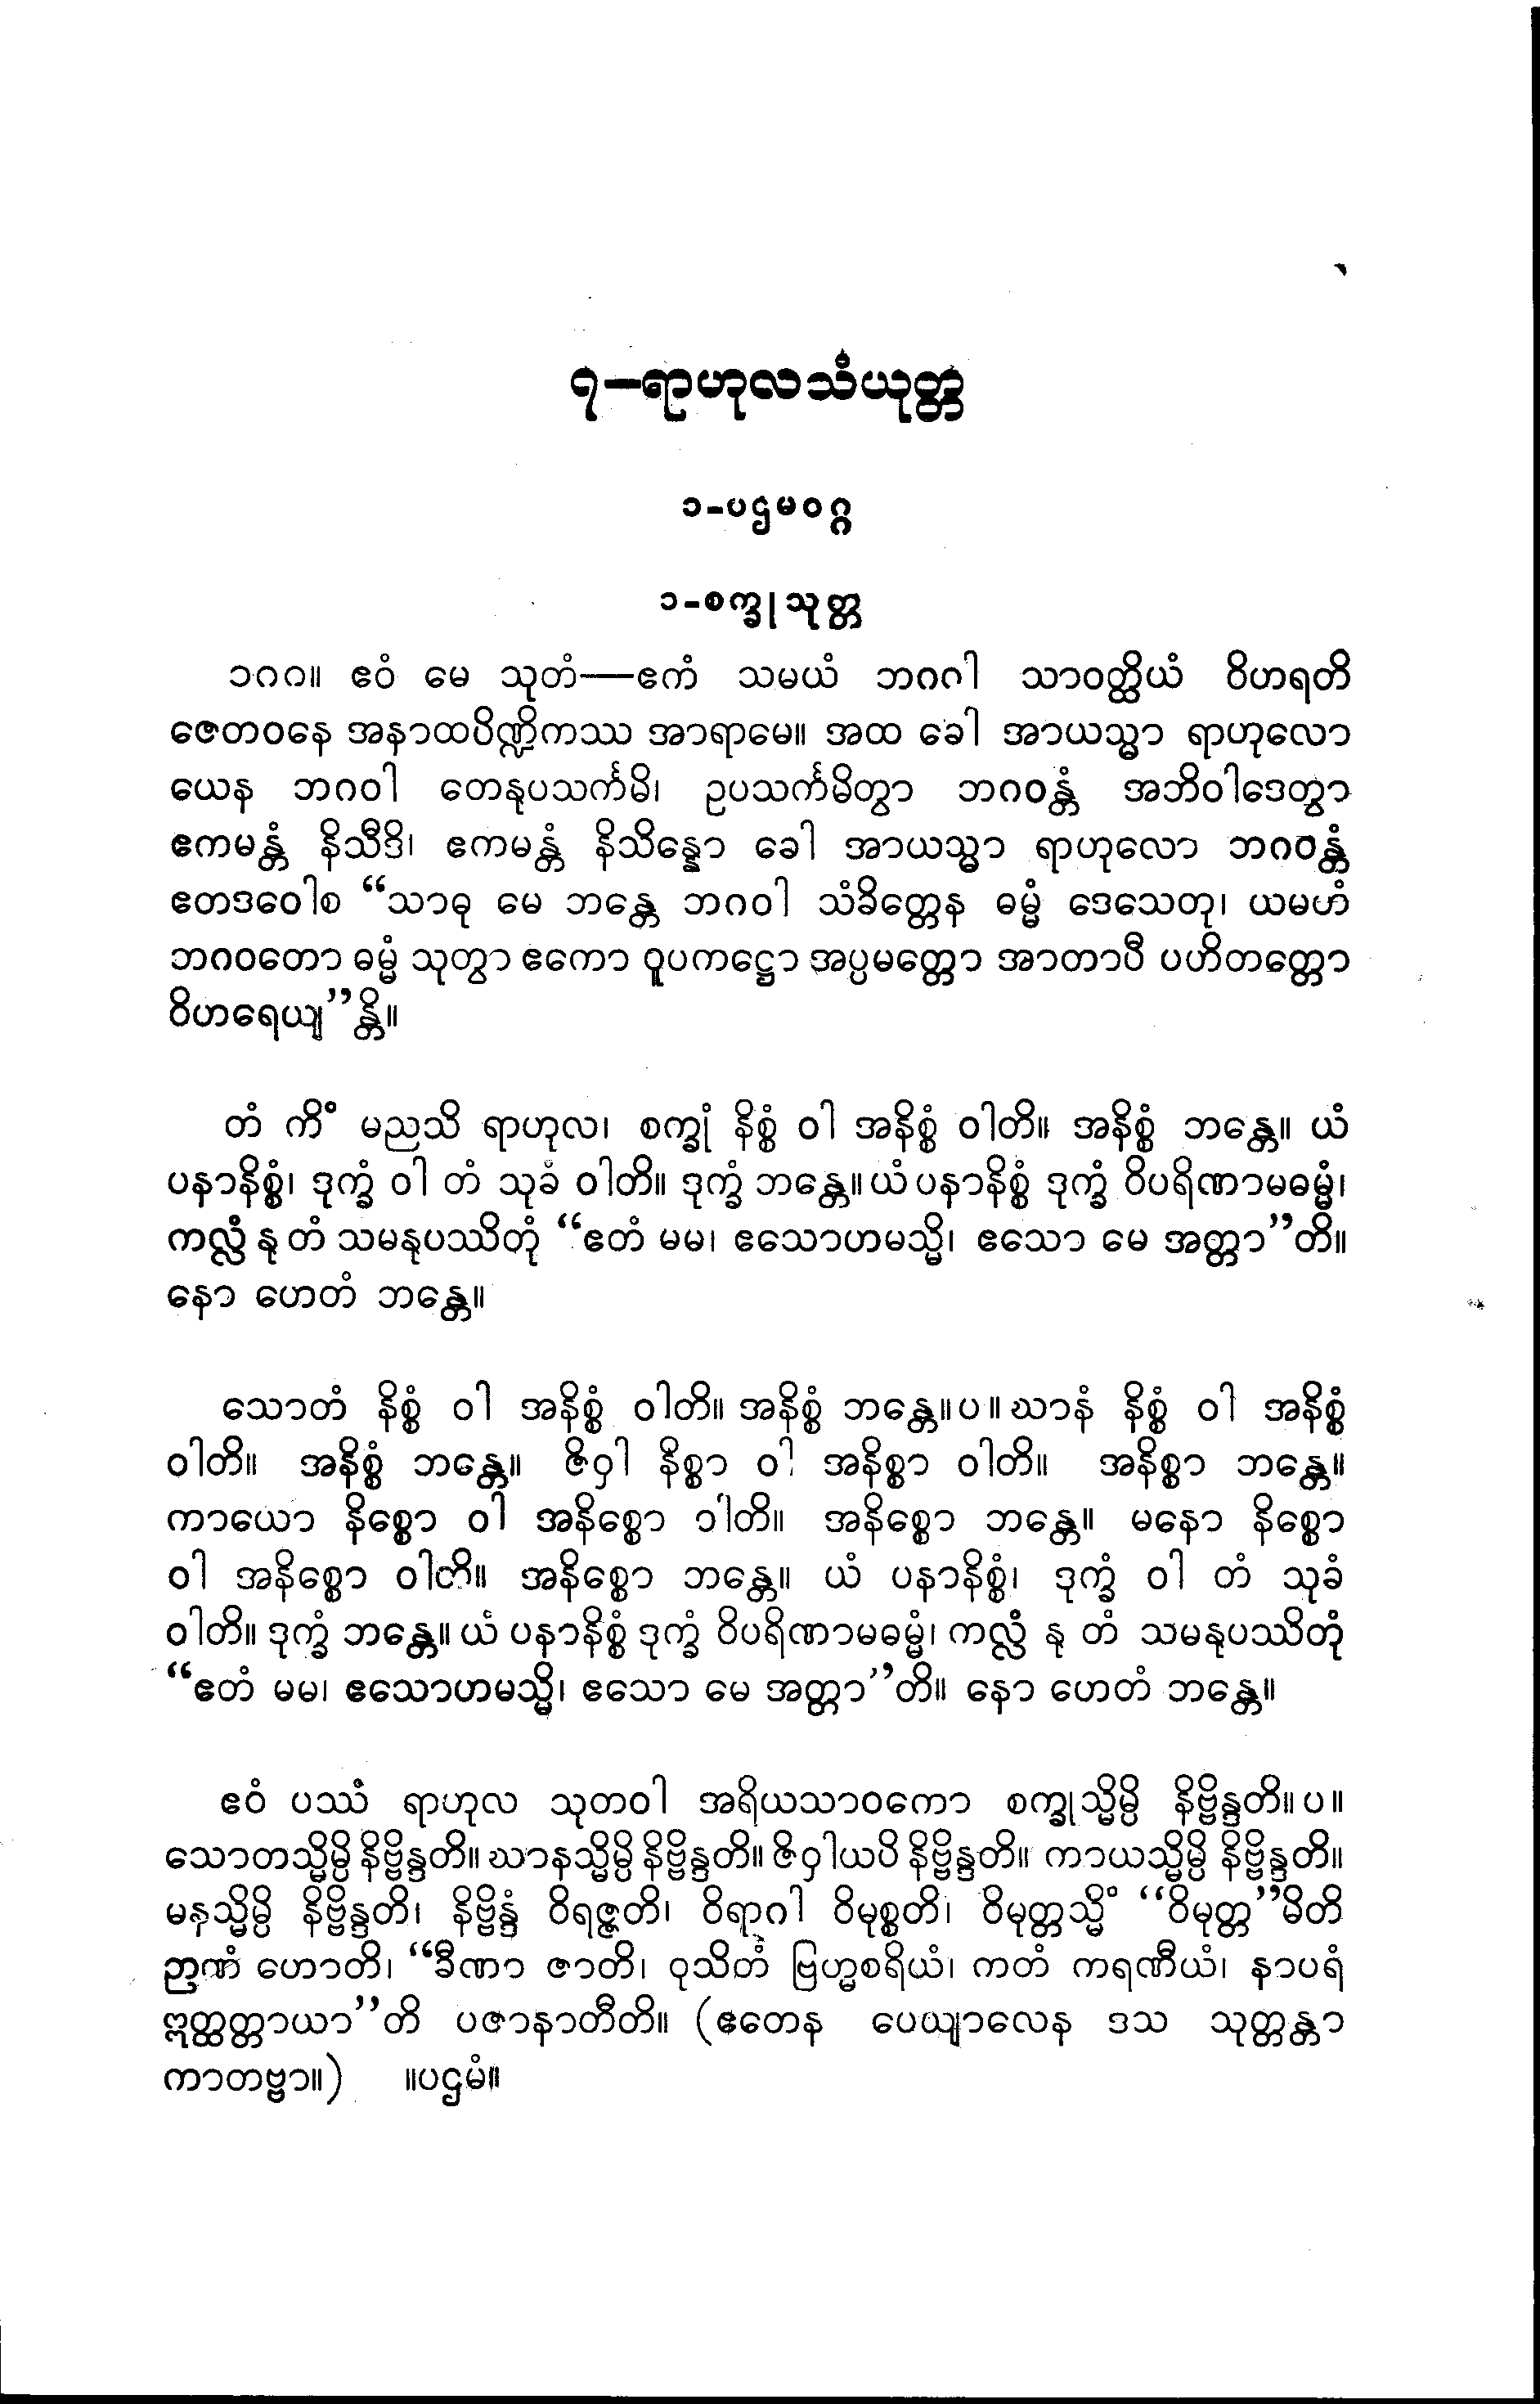 ၇—ရာဟုလသံယုတ္တ
၁-ပဌမဝဂ္ဂ
၁-စက္ခုသုတ္တ
၁၈၈။ ဧဝံ မေ သုတံ—ဧကံ သမယံ ဘဂဂါ သာဝတ္ထိယံ ဝိဟရတိ
ဇေတဝနေ အနာထပိဏ္ဍိကဿ အာရာမေ။ အထ ခေါ အာယသ္မာ ရာဟုလော
ယေန ဘဂဝါ တေနုပသင်္ကမိ၊ ဥပသင်္ကမိတွာ ဘဂဝန္တံ အဘိဝါဒေတွာ
ဧကမန္တံ နိသီဒိ၊ ဧကမန္တံ နိသိန္နော ခေါ အာယသ္မာ ရာဟုလော ဘဂဝန္တံ
ဧတဒဝေါစ “သာဓု မေ ဘန္တေ ဘဂဝါ သံခိတ္တေန ဓမ္မံ ဒေသေတု၊ ယမဟံ
ဘဂဝတော ဓမ္မံ သုတွာ ဧကော ဝူပကဋ္ဌော အပ္ပမတ္တော အာတာပီ ပဟိတတ္တော
ဝိဟရေယျ”န္တိ။
တံ ကိံ မညသိ ရာဟုလ၊ စက္ခုံ နိစ္စံ ဝါ အနိစ္စံ ဝါတိ။ အနိစ္စံ ဘန္တေ။ ယံ
ပနာနိစ္စံ၊ ဒုက္ခံ ဝါ တံ သုခံ ဝါတိ။ ဒုက္ခံ ဘန္တေ။ ယံ ပနာနိစ္စံ ဒုက္ခံ ဝိပရိဏာမဓမ္မံ၊
ကလ္လံ နု တံ သမနုပဿိတုံ “ဧတံ မမ၊ ဧသောဟမသ္မိ၊ ဧသော မေ အတ္တာ”တိ။
နော ဟေတံ ဘန္တေ။
သောတံ နိစ္စံ ဝါ အနိစ္စံ ဝါတိ။ အနိစ္စံ ဘန္တေ။ပ။ ဃာနံ နိစ္စံ ဝါ အနိစ္စံ
ဝါတိ။ အနိစ္စံ ဘန္တေ။ ဇိဝှါ နိစ္စာ ဝါ အနိစ္စာ ဝါတိ။ အနိစ္စာ ဘန္တေ။
ကာယော နိစ္စော ဝါ အနိစ္စော ဝါတိ။ အနိစ္စော ဘန္တေ။ မနော နိစ္စော
ဝါ အနိစ္စော ဝါတိ။ အနိစ္စော ဘန္တေ။ ယံ ပနာနိစ္စံ၊ ဒုက္ခံ ဝါ တံ သုခံ
ဝါတိ။ ဒုက္ခံ ဘန္တေ။ ယံ ပနာနိစ္စံ ဒုက္ခံ ဝိပရိဏာမဓမ္မံ၊ ကလ္လံ နု တံ သမနုပဿိတုံ
“ဧတံ မမ၊ ဧသောဟမသ္မိ၊ ဧသော မေ အတ္တာ”တိ။ နော ဟေတံ ဘန္တေ။
ဧဝံ ပဿံ ရာဟုလ သုတဝါ အရိယသာဝကော စက္ခုသ္မိမ္ပိ နိဗ္ဗိန္ဒတိ။ပ။
သောတသ္မိမ္ပိ နိဗ္ဗိန္ဒတိ။ ဃာနသ္မိမ္ပိ နိဗ္ဗိန္ဒတိ။ ဇိဝှါယပိ နိဗ္ဗိန္ဒတိ။ ကာယသ္မိမ္ပိ နိဗ္ဗိန္ဒတိ။
မနသ္မိမ္ပိ နိဗ္ဗိန္ဒတိ၊ နိဗ္ဗိန္ဒံ ဝိရဇ္ဇတိ၊ ဝိရာဂါ ဝိမုစ္စတိ၊ ဝိမုတ္တသ္မိံ “ဝိမုတ္တ”မိတိ
ဉာဏံ ဟောတိ၊ “ခီဏာ ဇာတိ၊ ဝုသိတံ ဗြဟ္မစရိယံ၊ ကတံ ကရဏီယံ၊ နာပရံ
ဣတ္ထတ္တာယာ”တိ ပဇာနာတီတိ။ (ဧတေန ပေယျာလေန ဒသ သုတ္တန္တာ
ကာတဗ္ဗာ။) ။ပဌမံ။